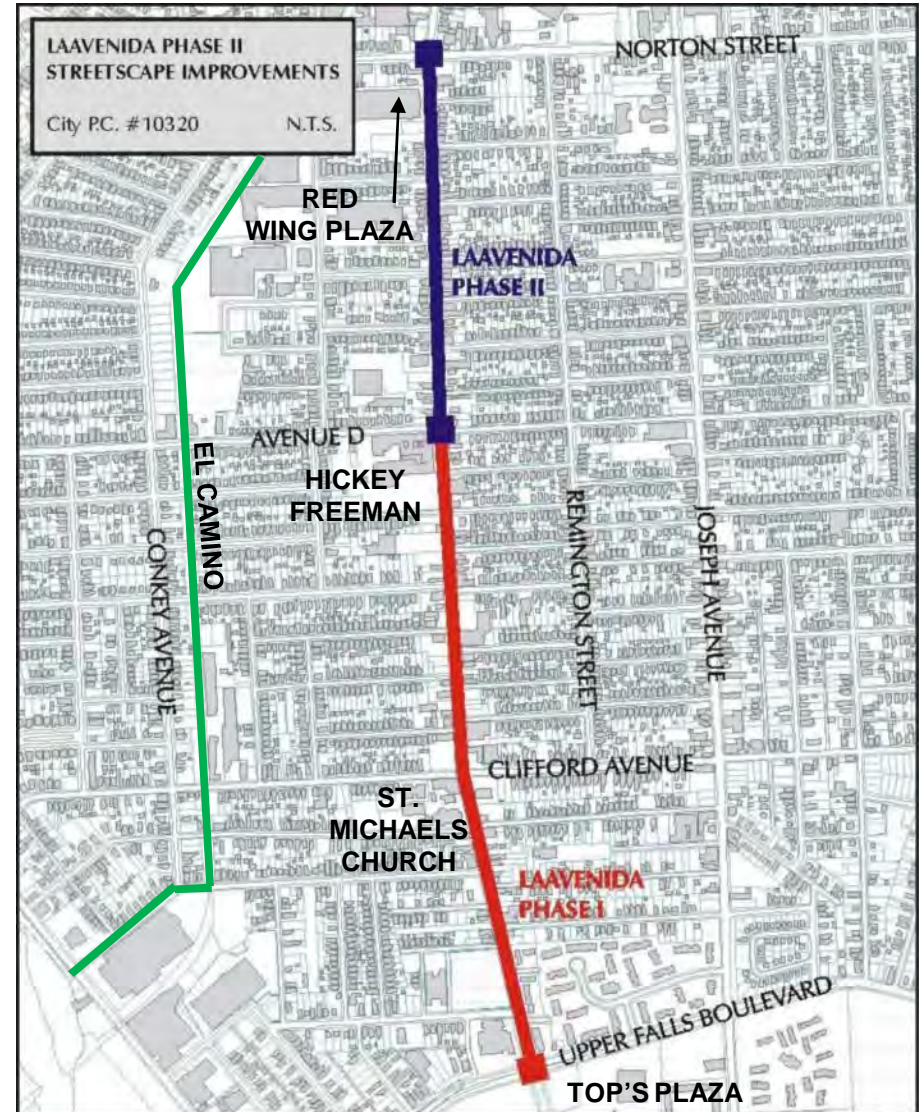 LAAVENIDA PHASE II
STREETSCAPE IMPROVEMENTS
City P.C. #10320 N.T.S.
NORTON STREET
RED
WING PLAZA
LAAVENIDA
PHASE II
AVENUE D
HICKEY
FREEMAN
EL CAMINO
CONKEY AVENUE
REMINGTON STREET
JOSEPH AVENUE
CLIFFORD AVENUE
ST.
MICHAELS
CHURCH
LAAVENIDA
PHASE I
UPPER FALLS BOULEVARD
TOP'S PLAZA